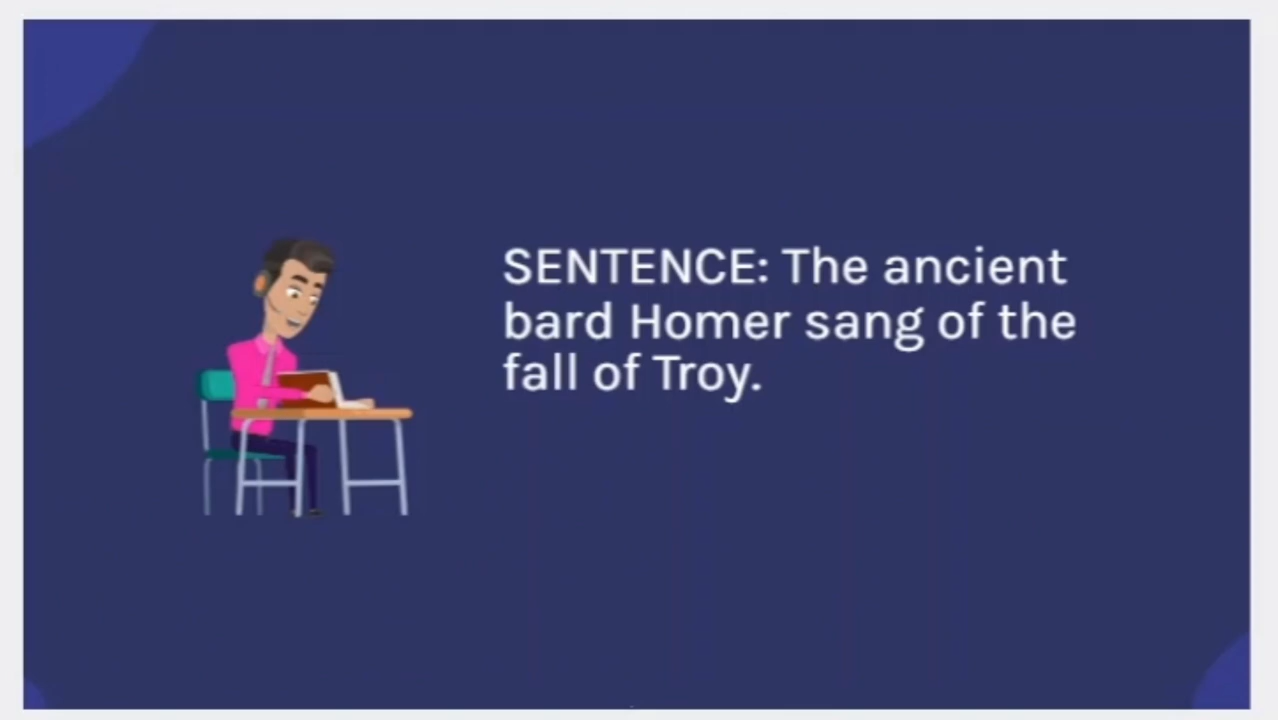 SENTENCE: The ancient
bard Homer sang of the
fall of Troy.